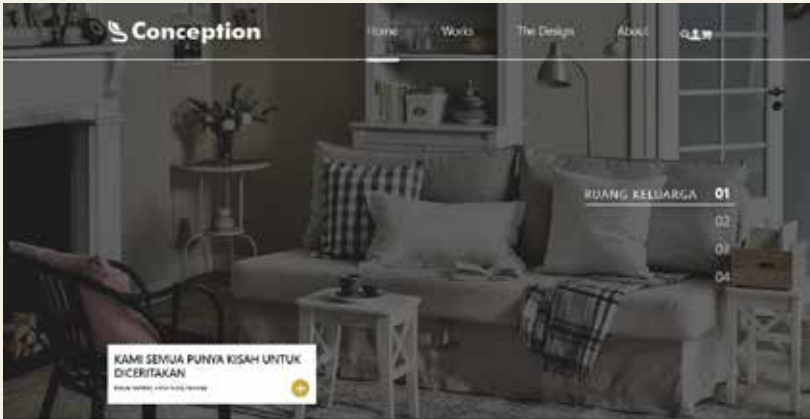 Conception
Home Works The Design About
RUANG KELUARGA 01
02
03
04
KAMI SEMUA PUNYA KISAH UNTUK
DICERITAKAN